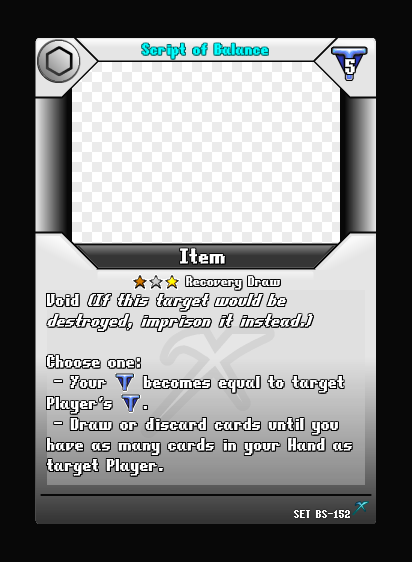 Script of Balance
5
Item
Recovery Draw
Void (If this target would be
destroyed, imprison it instead.)
Choose one:
- Your becomes equal to target
Player's .
- Draw or discard cards until you
have as many cards in your Hand as
target Player.
SET BS-152